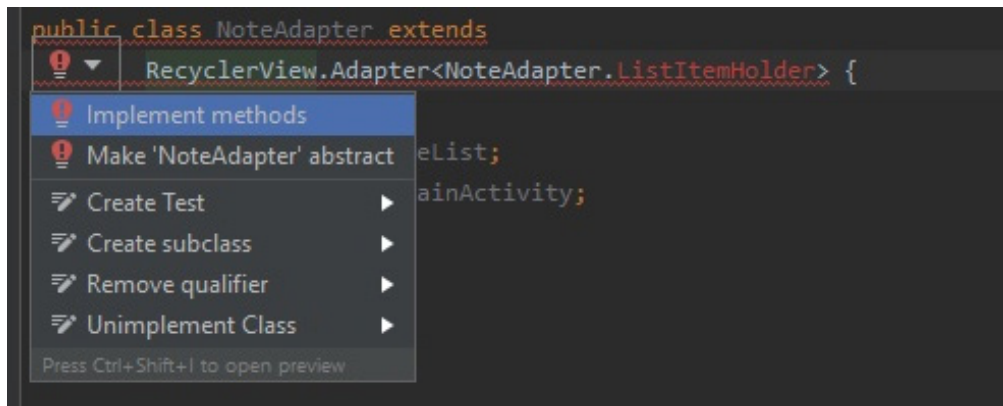 public class NoteAdapter extends
RecyclerView.Adapter<NoteAdapter.ListItemHolder> {
Implement methods
Make 'NoteAdapter' abstract eList;
Create Test ainActivity;
Create subclass
Remove qualifier
Unimplement Class
Press Ctrl+Shift+I to open preview